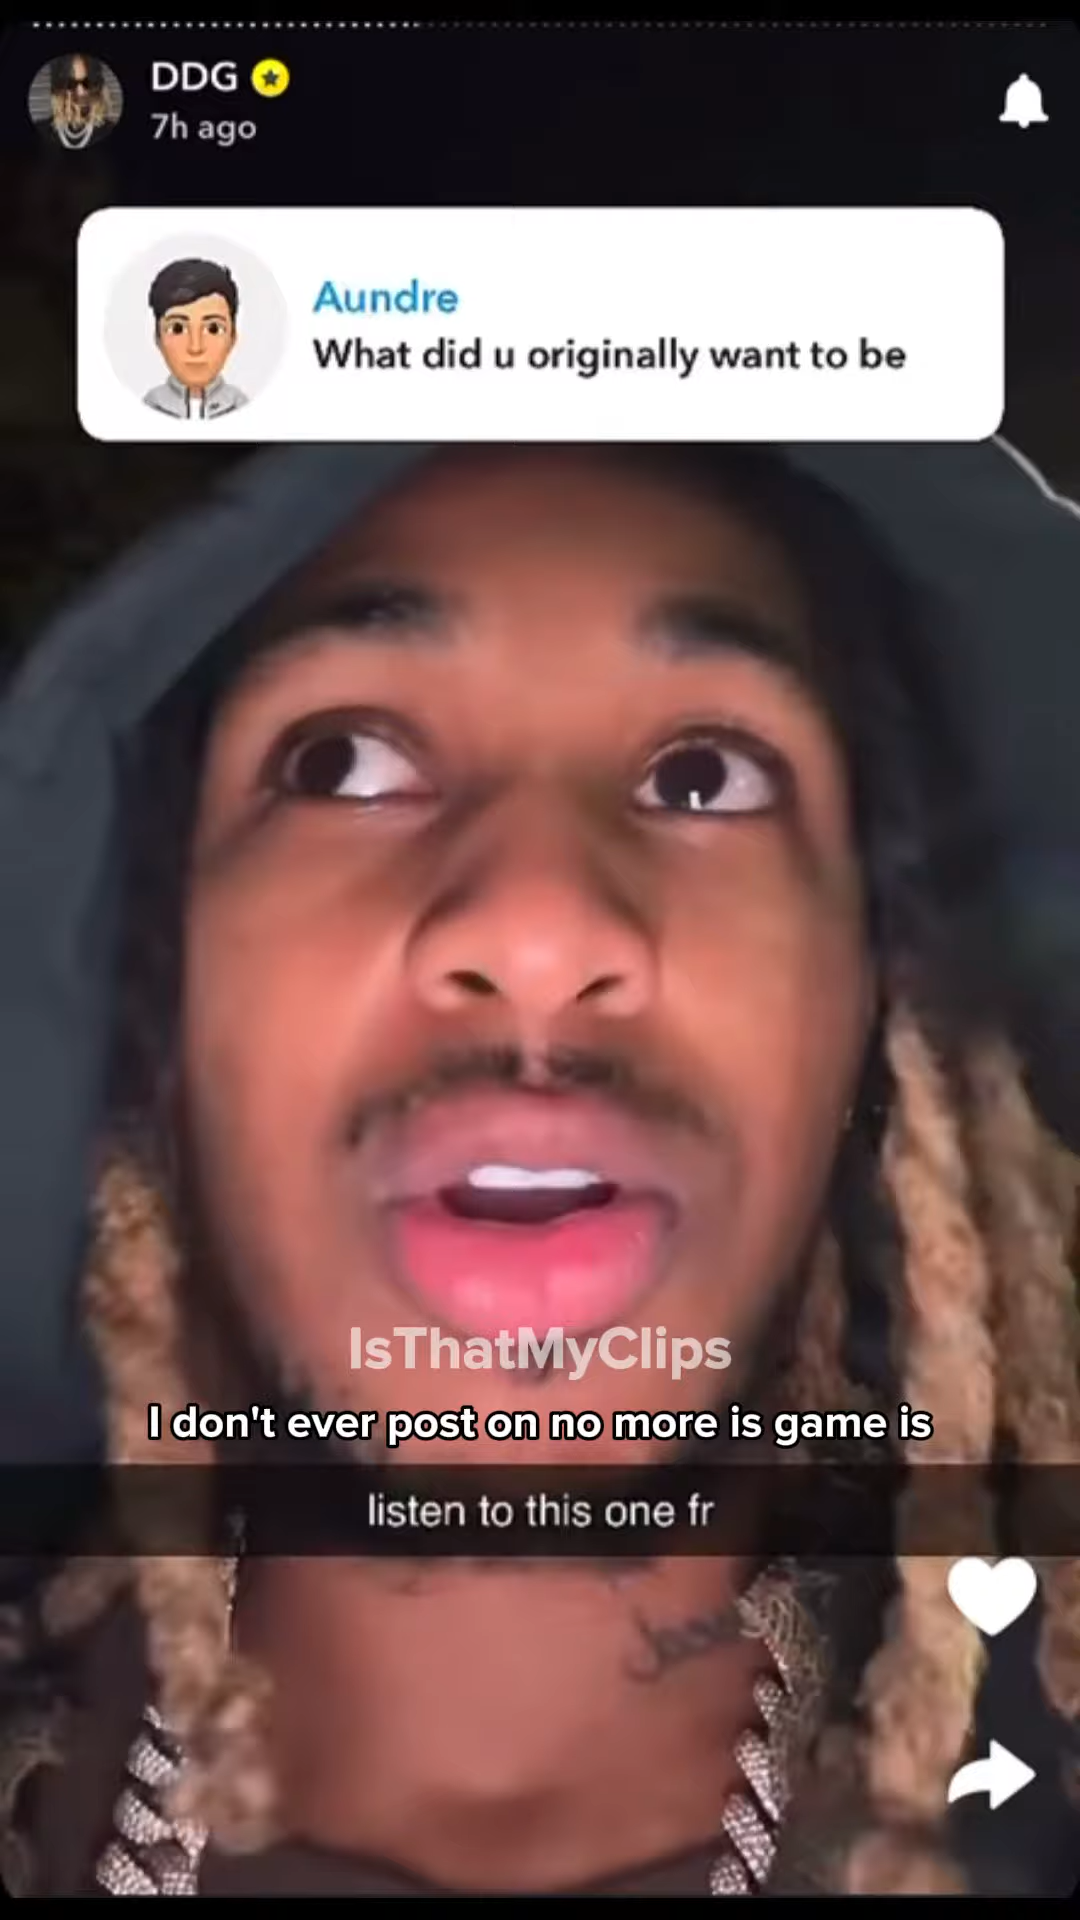 DDG
7h ago
Aundre
What did u originally want to be
IsThatMyClips
I don't ever post on no more is game is
listen to this one fr